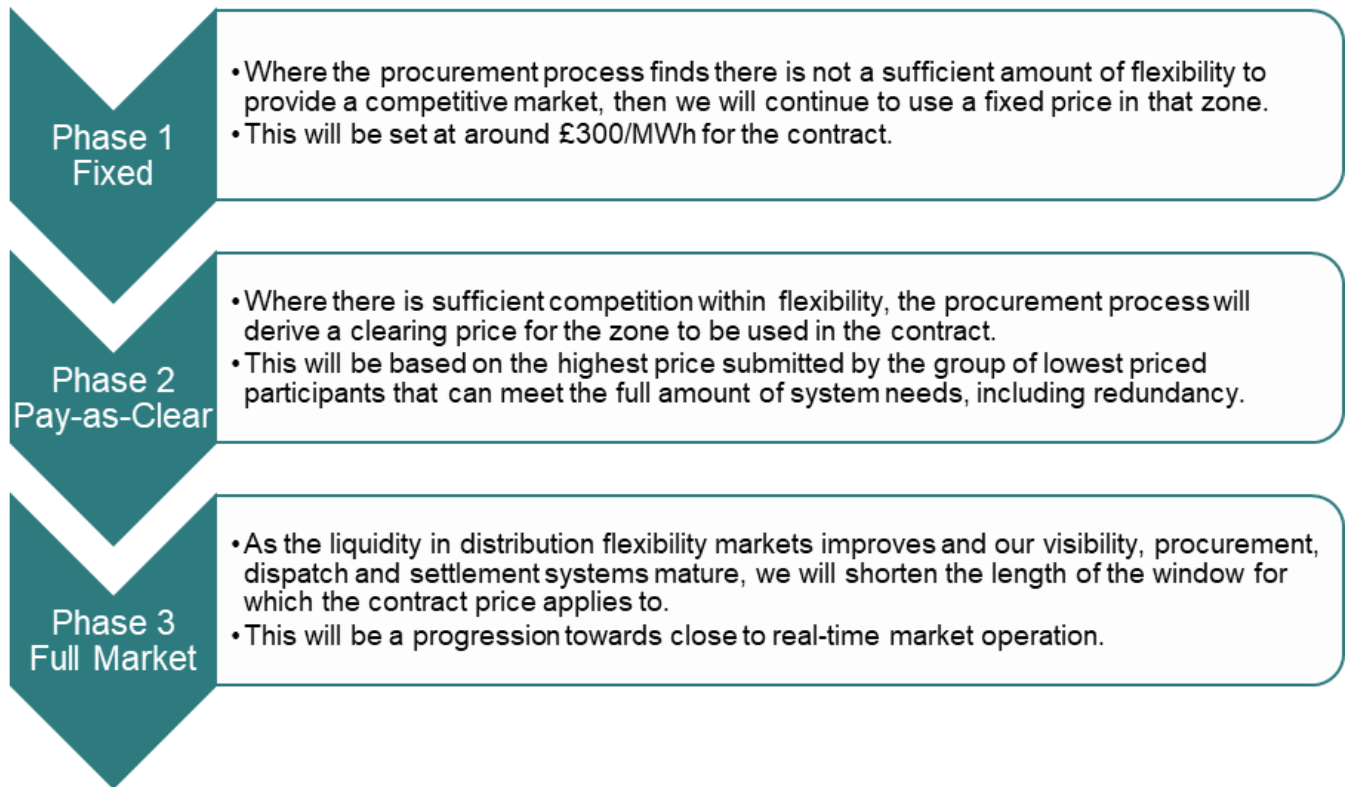 Phase 1
Fixed
•Where the procurement process finds there is not a sufficient amount of flexibility to
provide a competitive market, then we will continue to use a fixed price in that zone.
•This will be set at around £300/MWh for the contract.
Phase 2
Pay-as-Clear
•Where there is sufficient competition within flexibility, the procurement process will
derive a clearing price for the zone to be used in the contract.
•This will be based on the highest price submitted by the group of lowest priced
participants that can meet the full amount of system needs, including redundancy.
Phase 3
Full Market
•As the liquidity in distribution flexibility markets improves and our visibility, procurement,
dispatch and settlement systems mature, we will shorten the length of the window for
which the contract price applies to.
•This will be a progression towards close to real-time market operation.